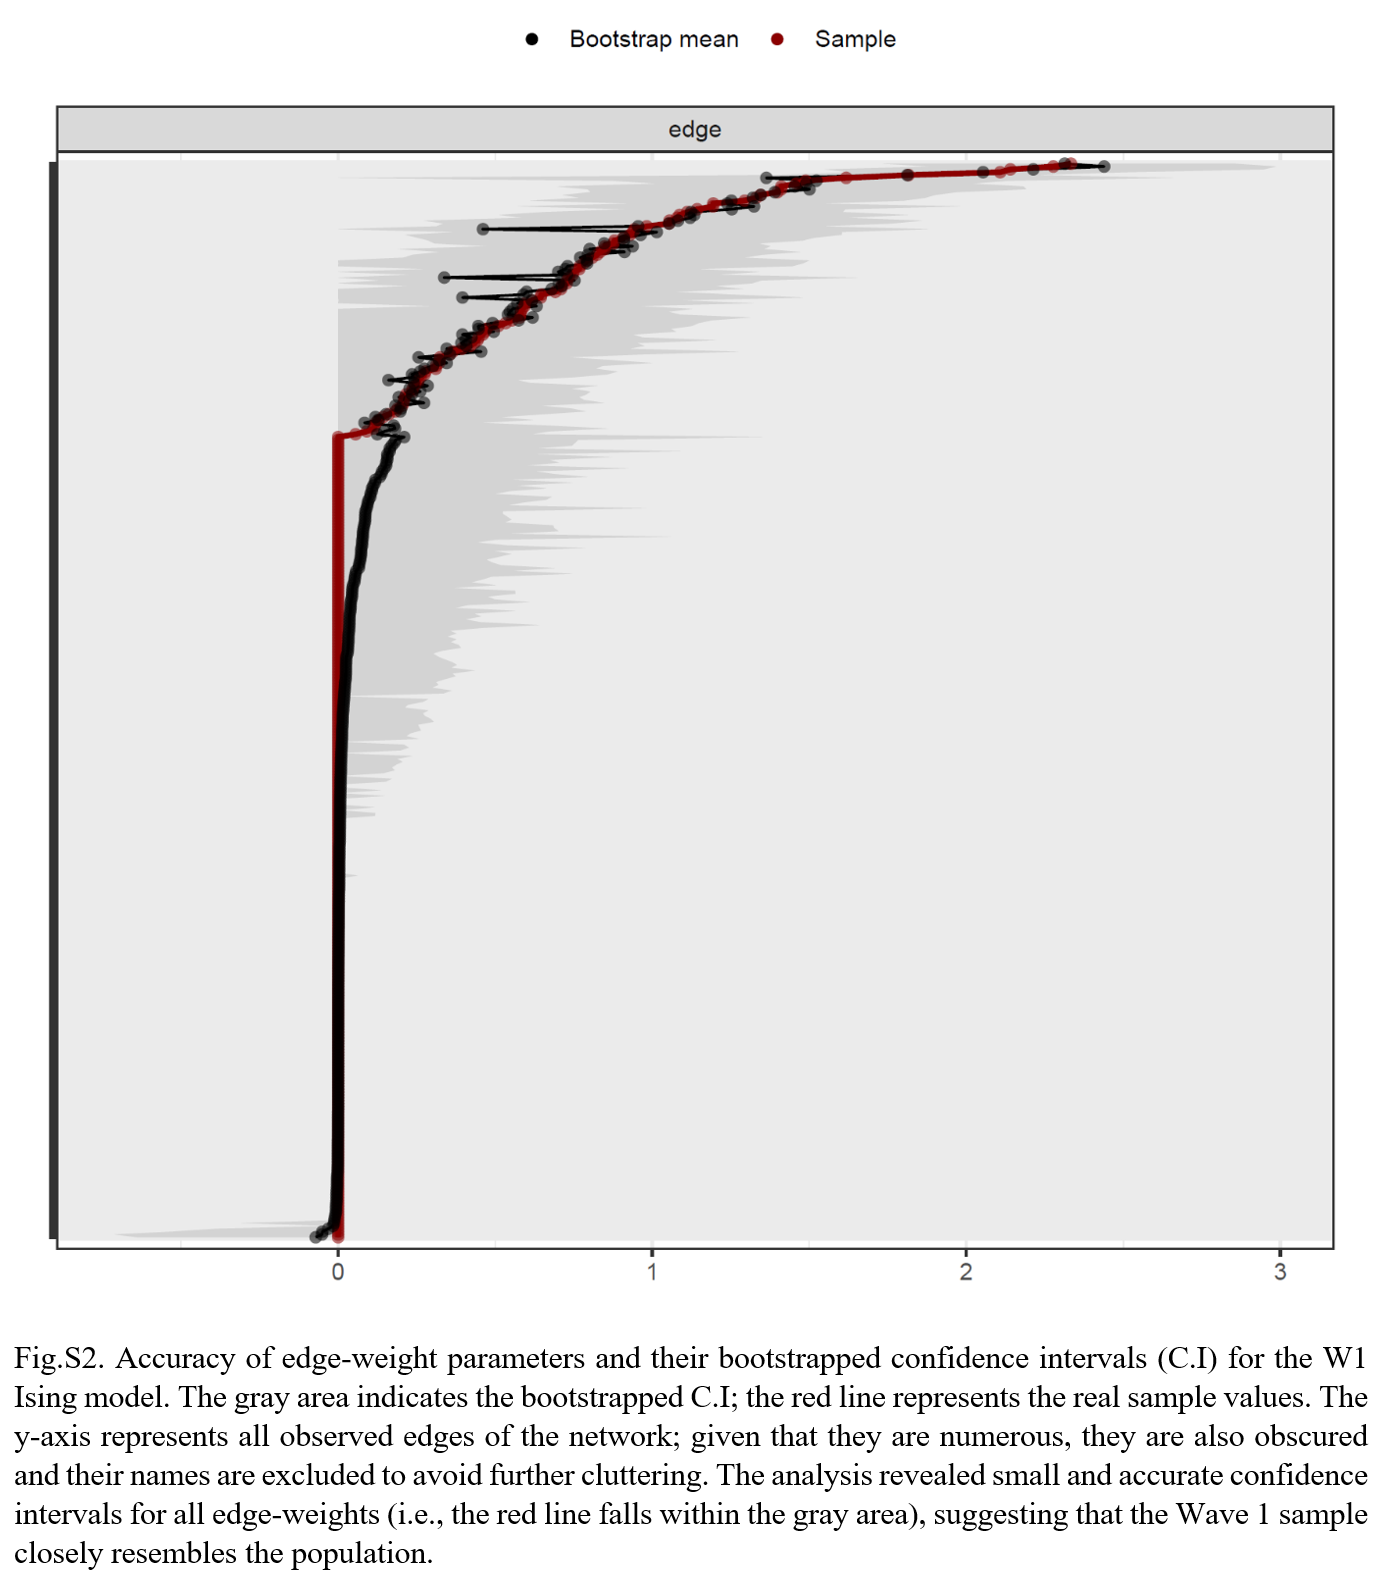 Bootstrap mean Sample
edge
0 1 2 3
Fig.S2. Accuracy of edge-weight parameters and their bootstrapped confidence intervals (C.I) for the W1
Ising model. The gray area indicates the bootstrapped C.I; the red line represents the real sample values. The
y-axis represents all observed edges of the network; given that they are numerous, they are also obscured
and their names are excluded to avoid further cluttering. The analysis revealed small and accurate confidence
intervals for all edge-weights (i.e., the red line falls within the gray area), suggesting that the Wave 1 sample
closely resembles the population.